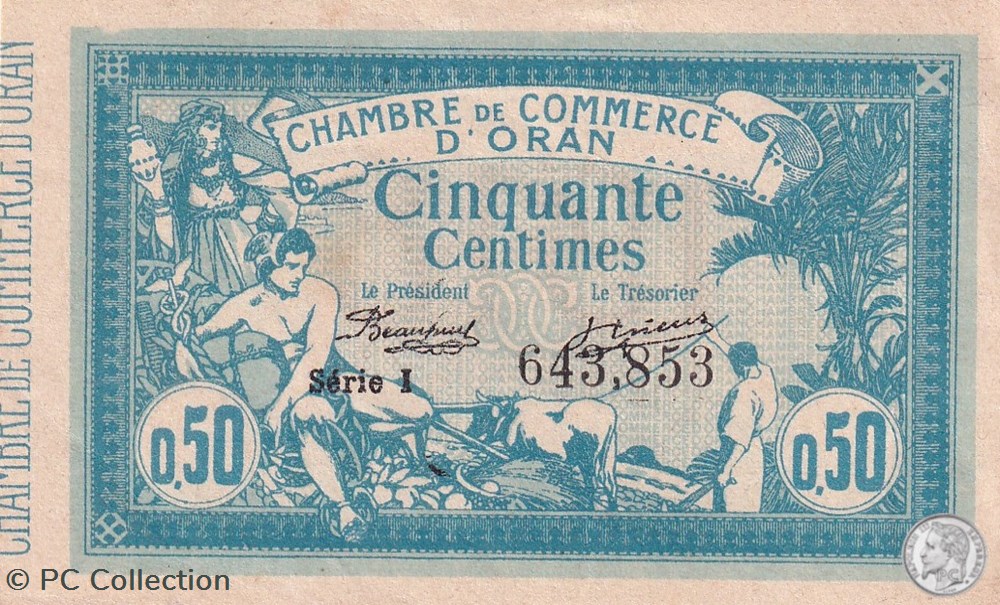 CHAMBRE DE COMMERCE D'ORAN
CHAMBRE DE COMMERCE
D'ORAN
Cinquante
Centimes
Le Président
Le Trésorier
Série I
643,853
0,50
0,50
© PC Collection
PC